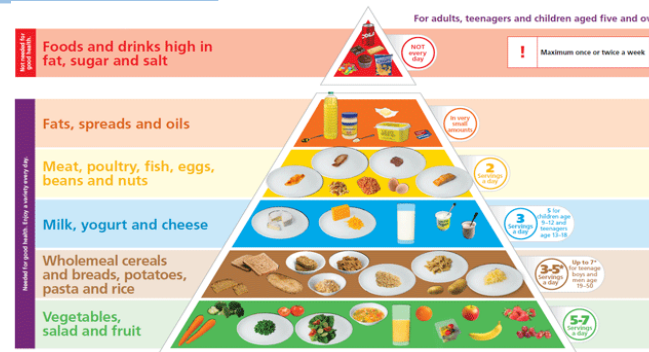 For adults, teenagers and children aged five and ov
Not needed for
good health.
Foods and drinks high in
fat, sugar and salt
NOT
every
day
!
Maximum once or twice a week
Needed for good health. Enjoy a variety every day.
Fats, spreads and oils
In very
small
amounts
Meat, poultry, fish, eggs,
beans and nuts
2
Servings
a day
Milk, yogurt and cheese
3
Servings
a day
5 for
children age
9–12 and
teenagers
age 13–18
Wholemeal cereals
and breads, potatoes,
pasta and rice
3-5*
Servings
a day
Up to 7*
for teenage
boys and
men age
19–50
Vegetables,
salad and fruit
5-7
Servings
a day